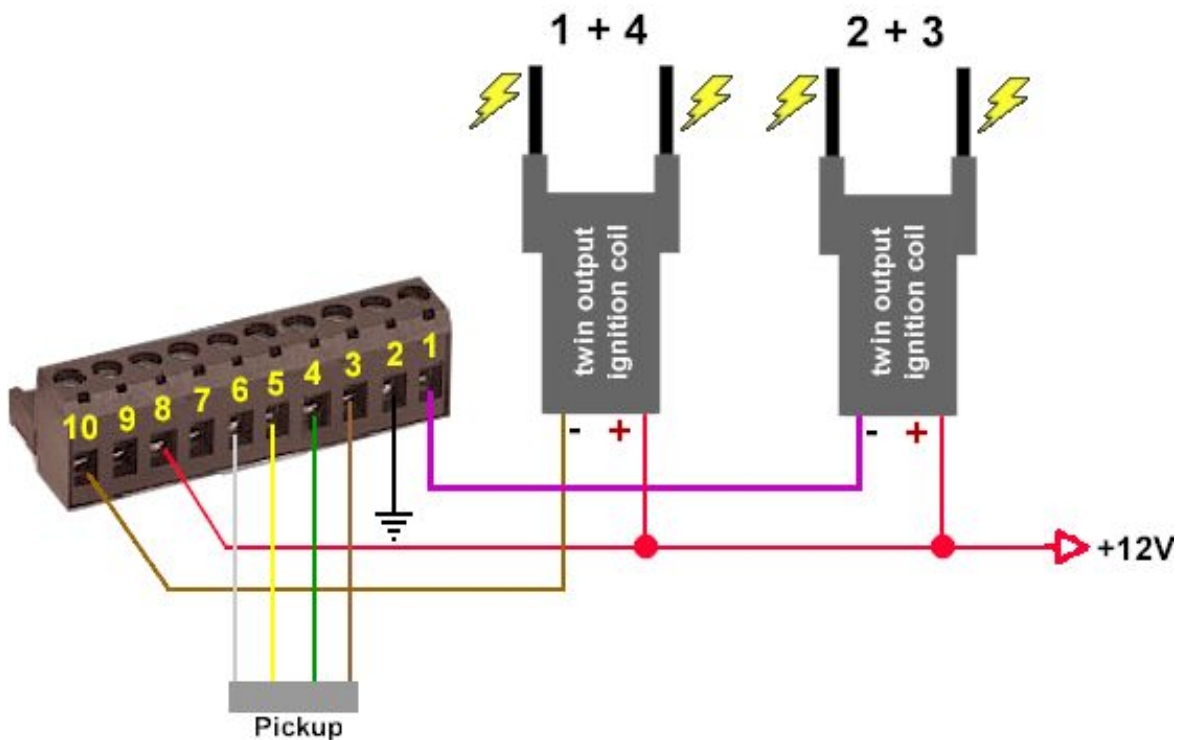 1 + 4
2 + 3
twin output
ignition coil
twin output
ignition coil
10 9 8 7 6 5 4 3 2 1
- +
- +
+12V
Pickup